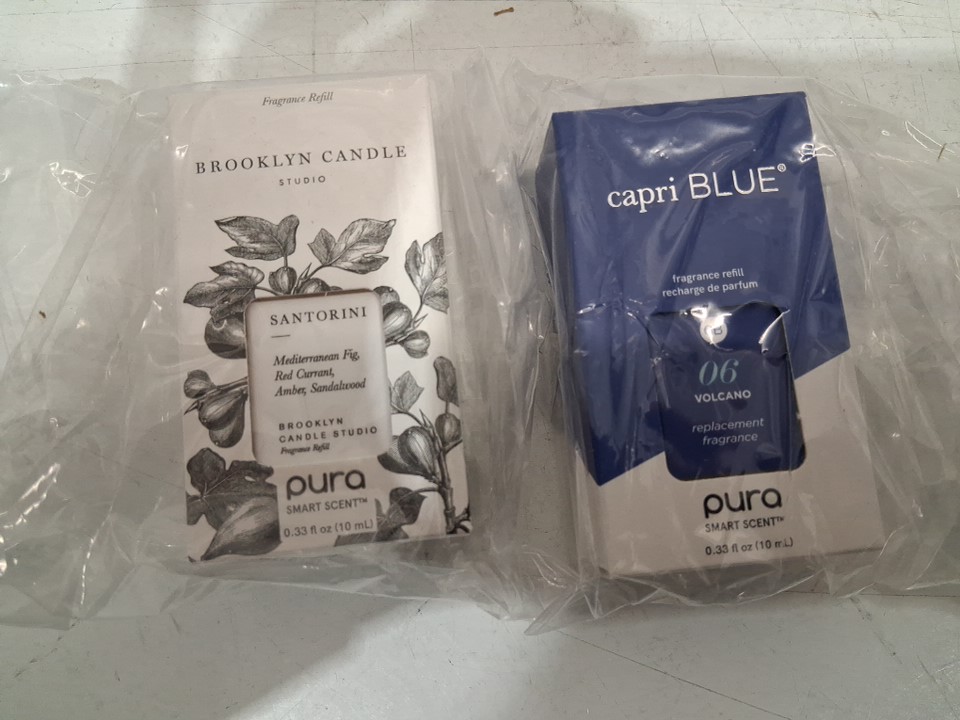 Fragrance Refill
BROOKLYN CANDLE
STUDIO
SANTORINI
Mediterranean Fig,
Red Currant,
Amber, Sandalwood
BROOKLYN
CANDLE STUDIO
Fragrance Refill
pura
SMART SCENT™
0.33 fl oz (10 mL)
capri BLUE®
fragrance refill
recharge de parfum
06
VOLCANO
replacement
fragrance
pura
SMART SCENT™
0.33 fl oz (10 mL)